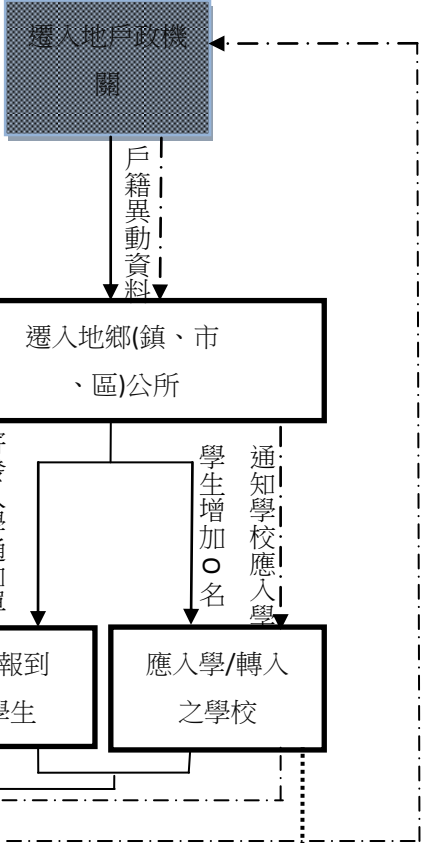 遷入地戶政機
關
戶籍異動資料
遷入地鄉(鎮、市
、區)公所
學生增加０名
通知學校應入學
報到
學生
應入學/轉入
之學校